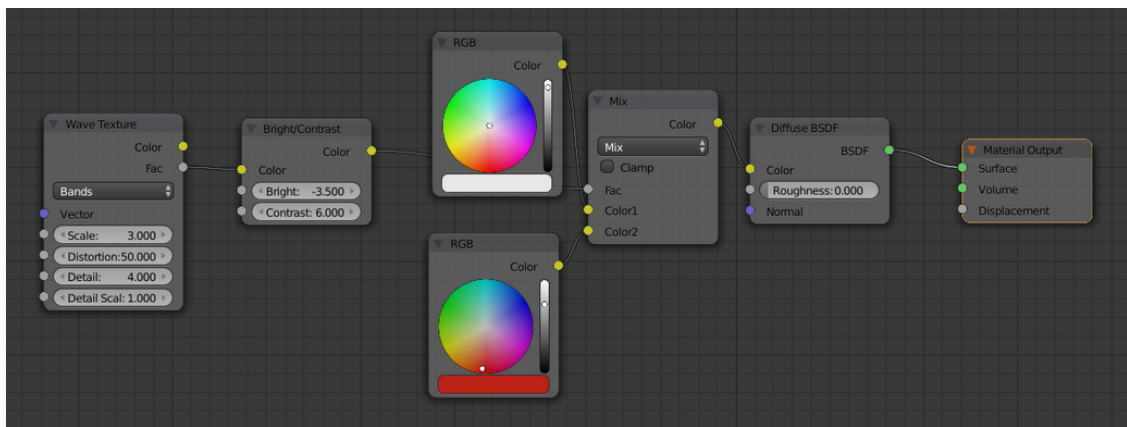 Wave Texture
Color
Fac
Bands
Vector
Scale: 3.000
Distortion:50.000
Detail: 4.000
Detail Scal: 1.000
Bright/Contrast
Color
Color
Bright: -3.500
Contrast: 6.000
RGB
Color
RGB
Color
Mix
Color
Mix
Clamp
Fac
Color1
Color2
Diffuse BSDF
BSDF
Color
Roughness:0.000
Normal
Material Output
Surface
Volume
Displacement